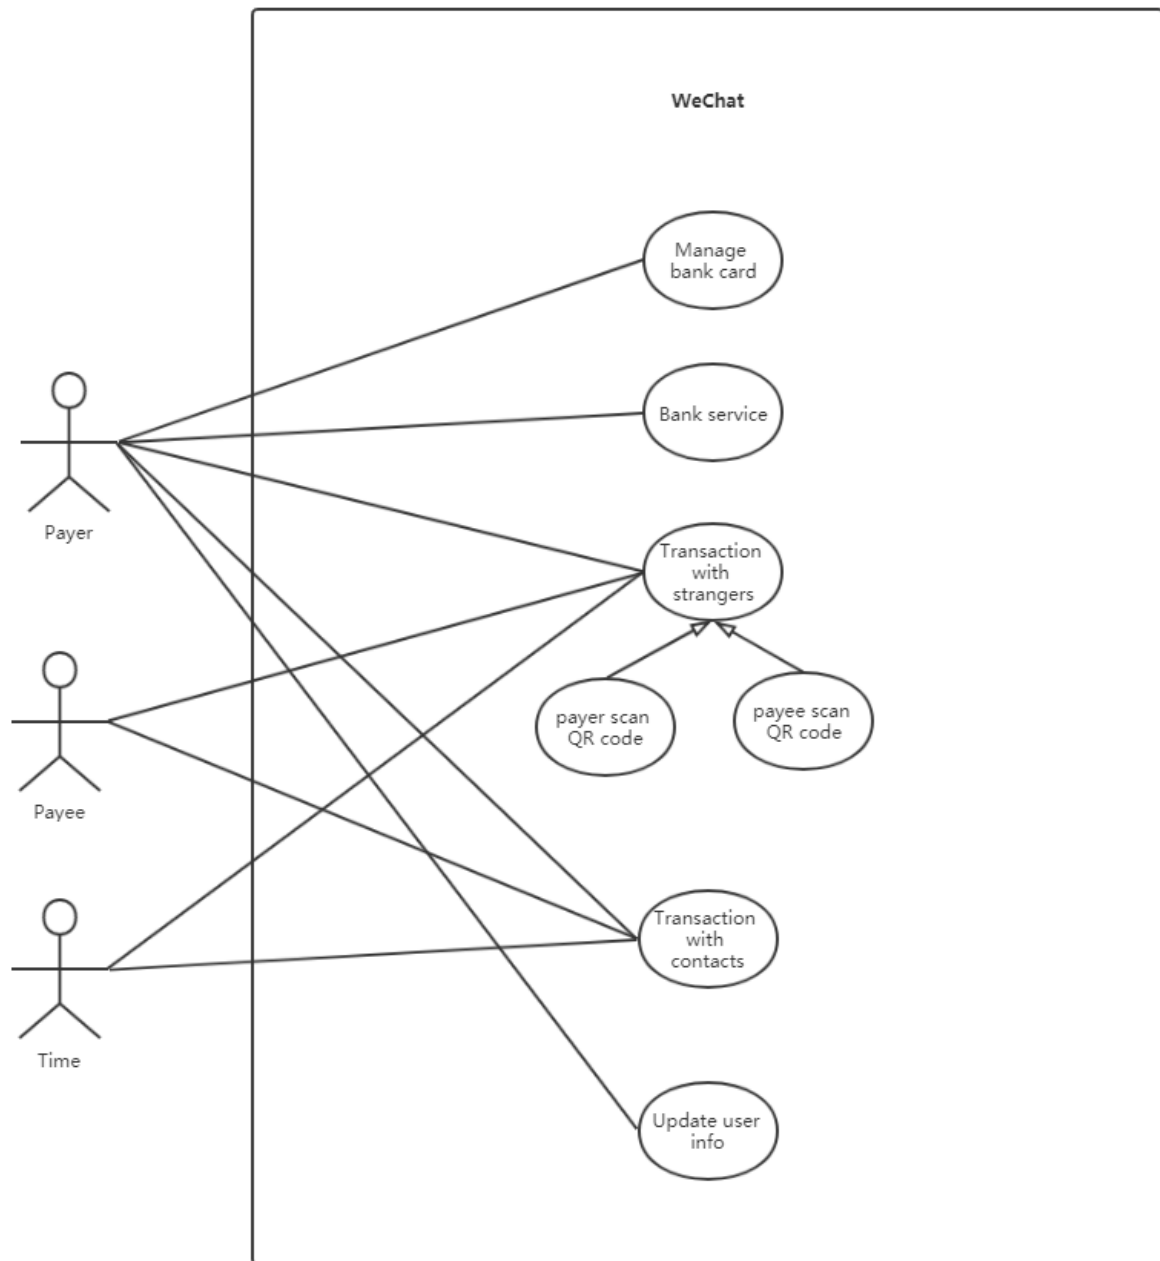 WeChat
Manage
bank card
Bank service
Payer
Transaction
with
strangers
payer scan
QR code
payee scan
QR code
Payee
Transaction
with
contacts
Time
Update user
info